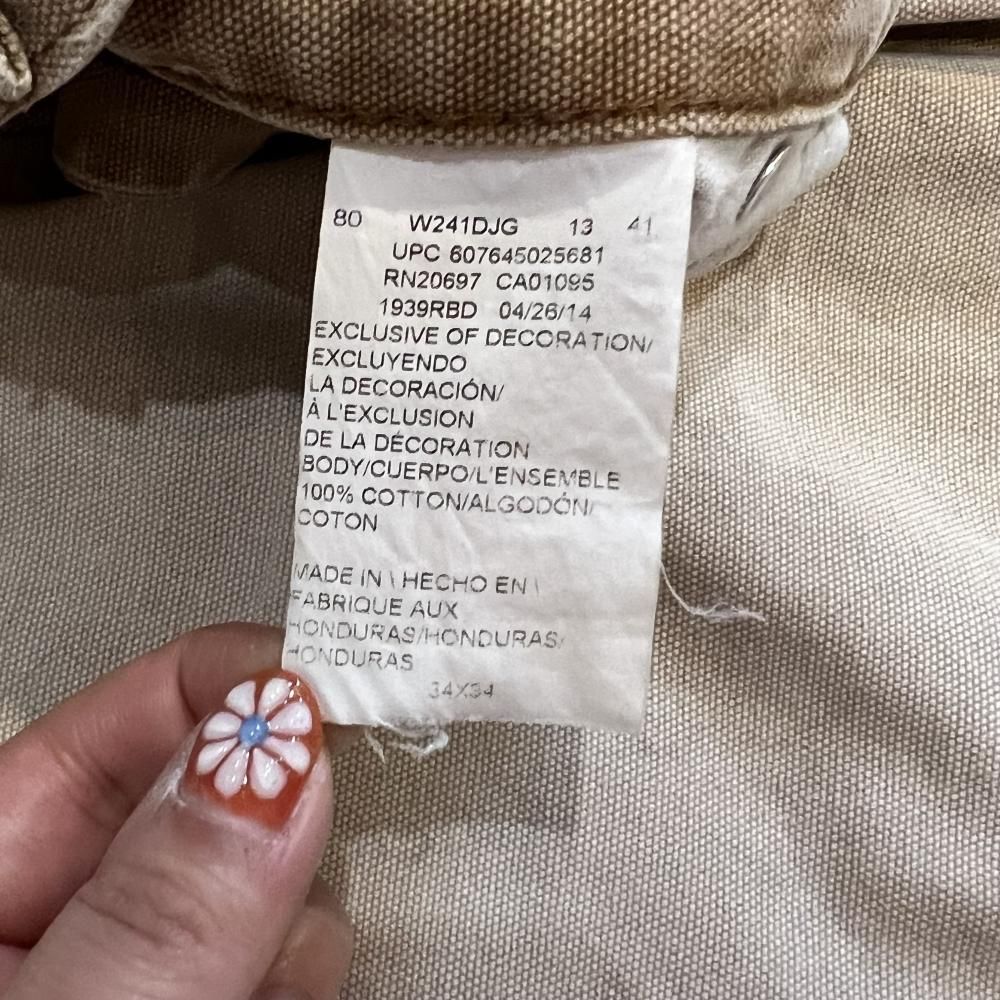 80 W241DJG 13 41
UPC 607645025681
RN20697 CA01095
1939RBD 04/26/14
EXCLUSIVE OF DECORATION/
EXCLUYENDO
LA DECORACIÓN/
À L'EXCLUSION
DE LA DÉCORATION
BODY/CUERPO/L'ENSEMBLE
100% COTTON/ALGODÓN/
COTON
MADE IN \ HECHO EN \
FABRIQUE AUX
HONDURAS/HONDURAS/
HONDURAS
34X34